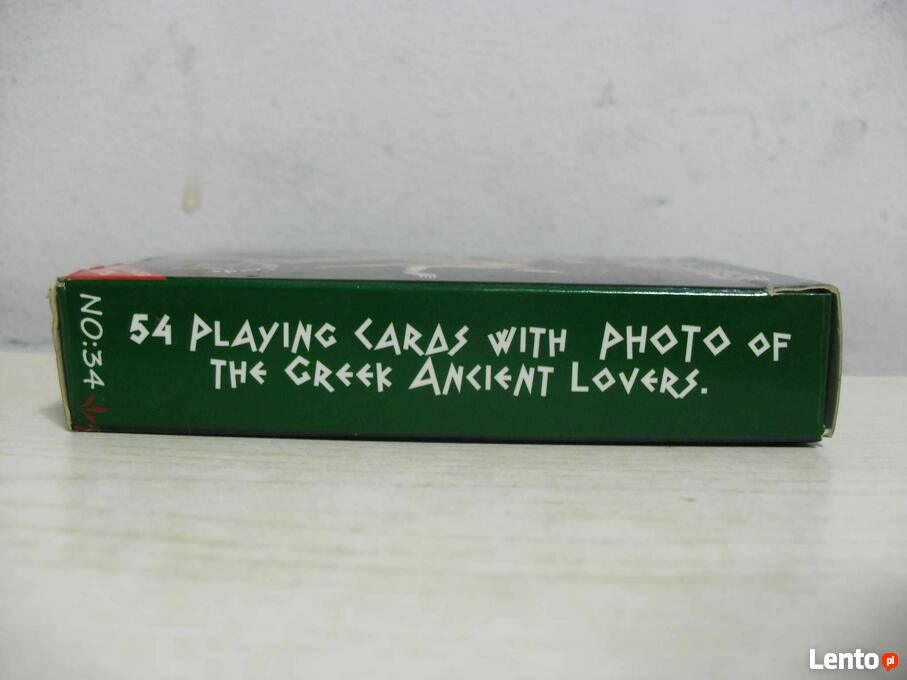 NO:34
54 PLAYING CARDS WITH PHOTO OF
THE GREEK ANCIENT LOVERS.
Lento pl